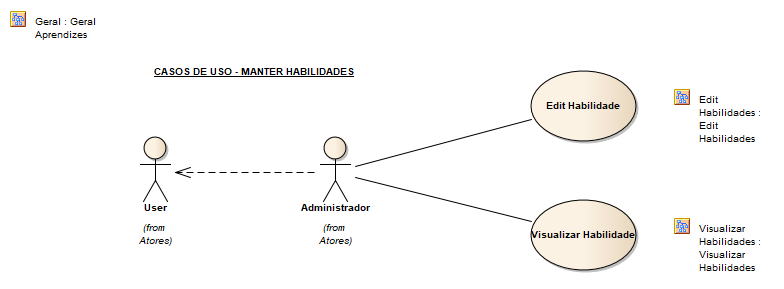 Geral : Geral
Aprendizes
CASOS DE USO - MANTER HABILIDADES
Edit Habilidade
Edit
Habilidades :
Edit
Habilidades
User
(from
Atores)
Administrador
(from
Atores)
Visualizar Habilidade
Visualizar
Habilidades :
Visualizar
Habilidades